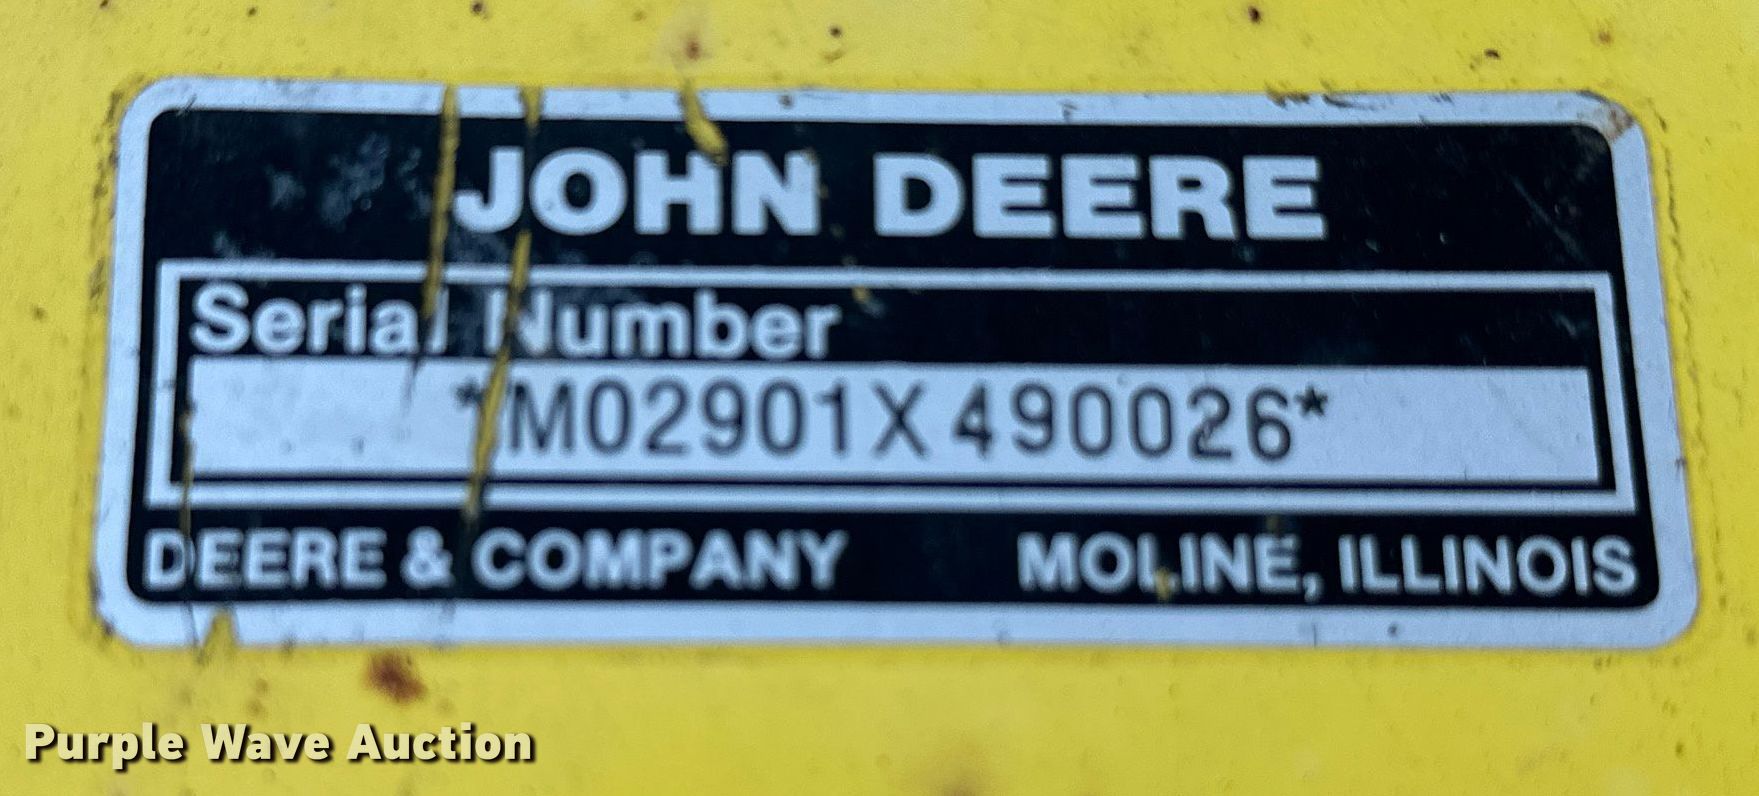 JOHN DEERE
Serial Number
*M02901X490026*
DEERE & COMPANY MOLINE, ILLINOIS
Purple Wave Auction